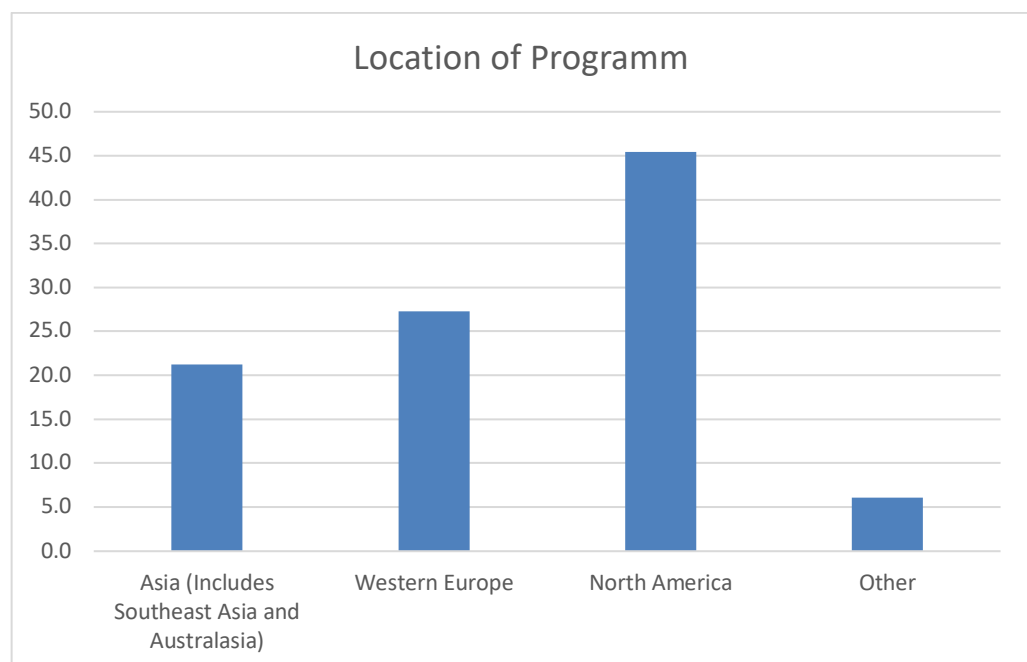 Location of Programm
50.0
45.0
40.0
35.0
30.0
25.0
20.0
15.0
10.0
5.0
0.0
Asia (Includes
Southeast Asia and
Australasia)
Western Europe
North America
Other